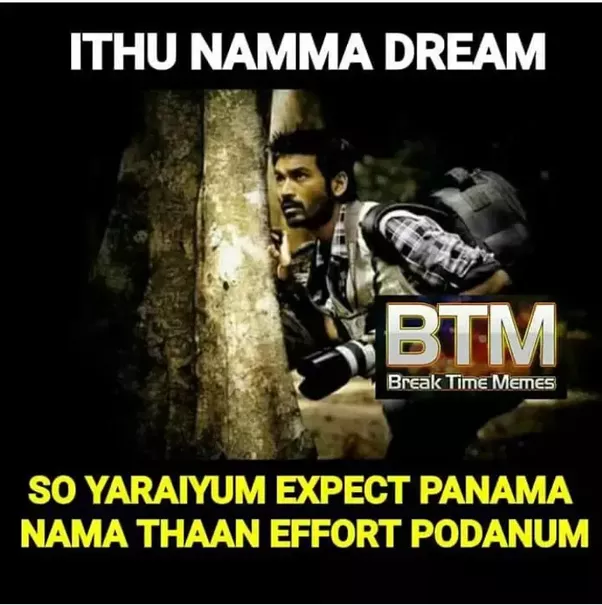 ITHU NAMMA DREAM
BTM
Break Time Memes
SO YARAIYUM EXPECT PANAMA
NAMA THAAN EFFORT PODANUM